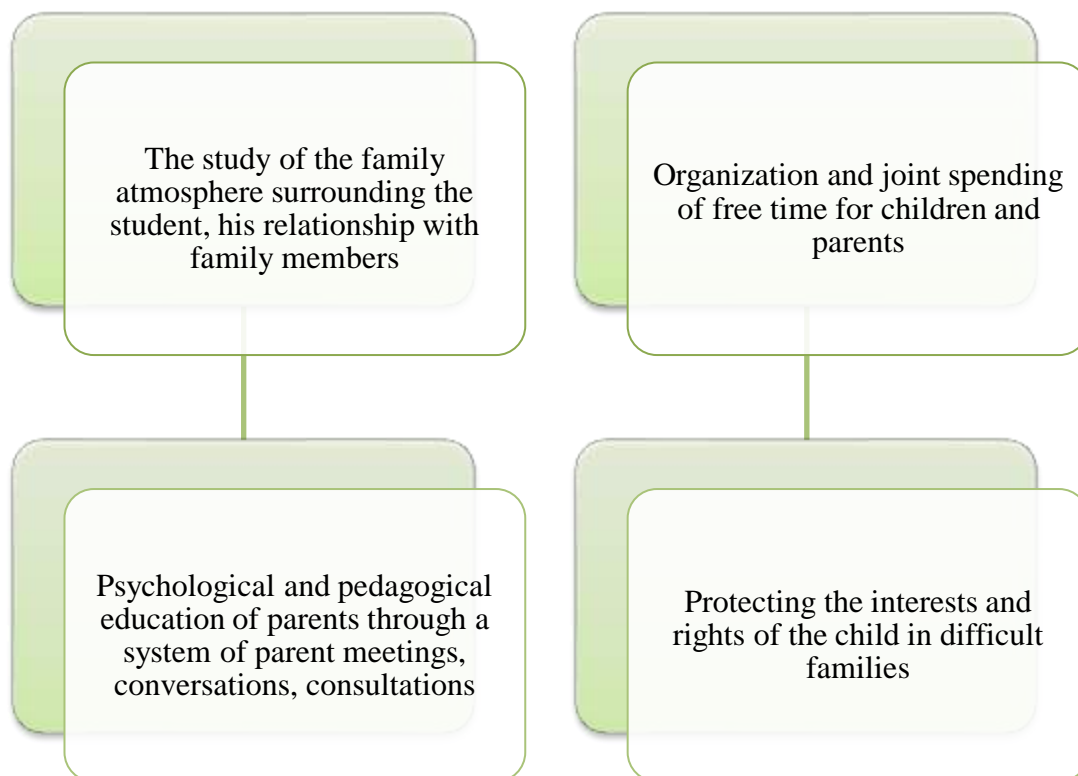 The study of the family
atmosphere surrounding the
student, his relationship with
family members
Organization and joint spending
of free time for children and
parents
Psychological and pedagogical
education of parents through a
system of parent meetings,
conversations, consultations
Protecting the interests and
rights of the child in difficult
families